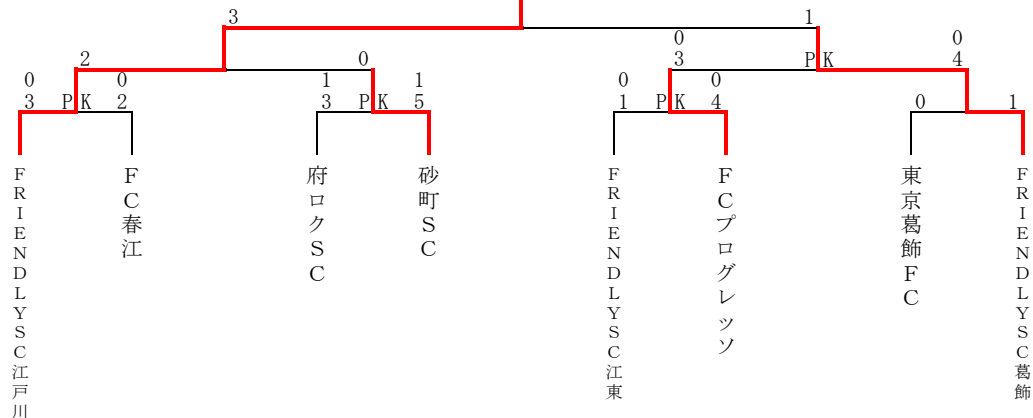 3 1
0 0
2 0 3 PK 4
0 0 1 1 0 0
3 PK 2 3 PK 5 1 PK 4 0 1
FRIENDLYSC江戸川
FC春江
府ロクSC
砂町SC
FRIENDLYSC江東
FCプログレッソ
東京葛飾FC
FRIENDLYSC葛飾